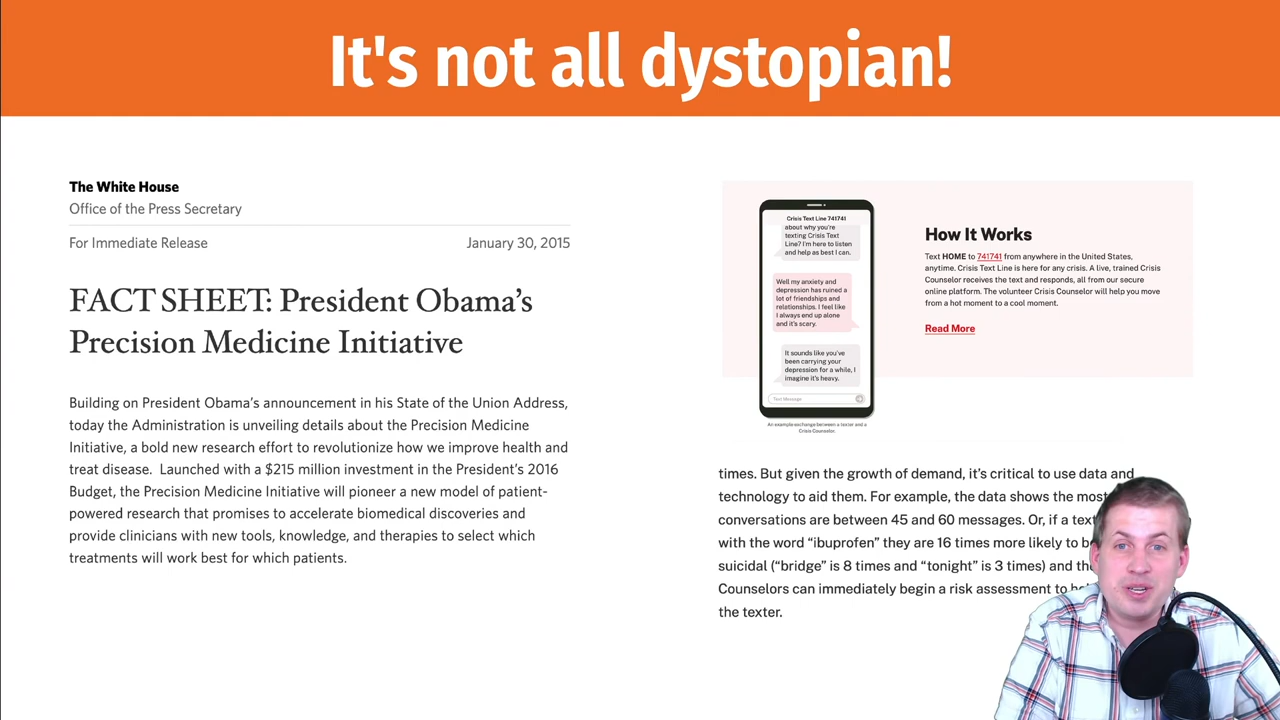 It's not all dystopian!
The White House
Office of the Press Secretary
For Immediate Release
January 30, 2015
FACT SHEET: President Obama's
Precision Medicine Initiative
Building on President Obama's announcement in his State of the Union Address,
today the Administration is unveiling details about the Precision Medicine
Initiative, a bold new research effort to revolutionize how we improve health and
treat disease. Launched with a $215 million investment in the President's 2016
Budget, the Precision Medicine Initiative will pioneer a new model of patient-
powered research that promises to accelerate biomedical discoveries and
provide clinicians with new tools, knowledge, and therapies to select which
treatments will work best for which patients.
Crisis Text Line 741741
about why you're
texting Crisis Text
Line? I'm here to listen
and help as best I can.
Well my anxiety and
depression has ruined a
lot of friendships and
relationships. I feel like
I always end up alone
and it's scary.
It sounds like you've
been carrying your
depression for a while, I
imagine it's heavy.
Text Message
An example exchange between a texter and a
Crisis Counselor.
How It Works
Text HOME to 741741 from anywhere in the United States,
anytime. Crisis Text Line is here for any crisis. A live, trained Crisis
Counselor receives the text and responds, all from our secure
online platform. The volunteer Crisis Counselor will help you move
from a hot moment to a cool moment.
Read More
times. But given the growth of demand, it's critical to use data and
technology to aid them. For example, the data shows the most
conversations are between 45 and 60 messages. Or, if a
with the word “ibuprofen” they are 16 times more likely to
suicidal (“bridge” is 8 times and “tonight” is 3 times) and
Counselors can immediately begin a risk assessment to
the texter.